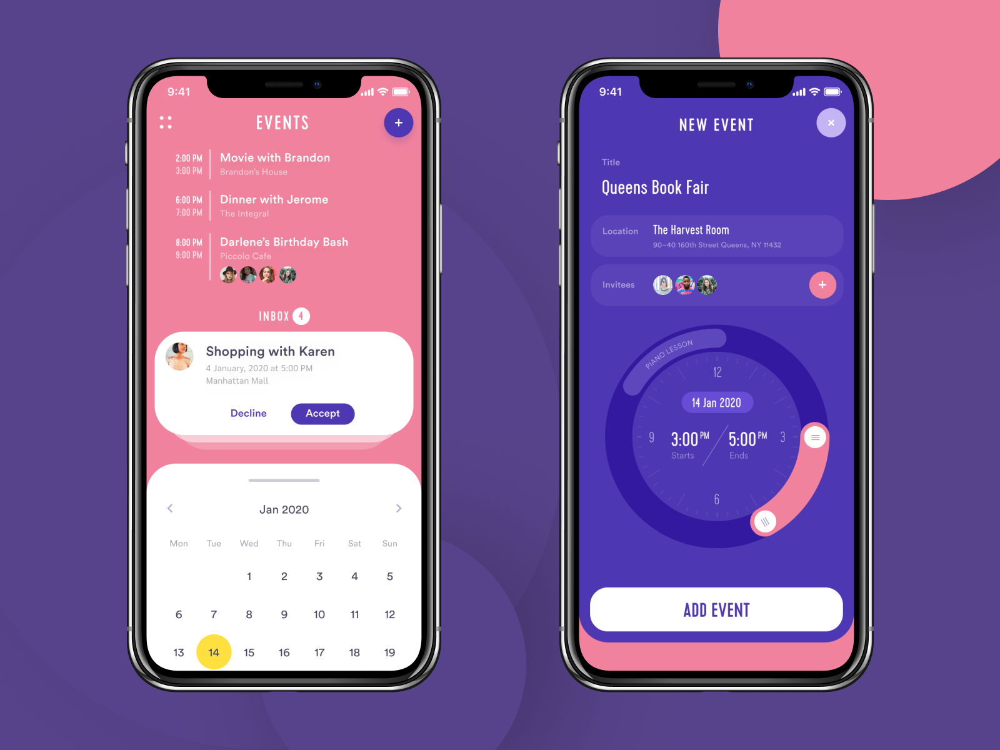 9:41
EVENTS
+
2:00 PM
3:00 PM
Movie with Brandon
Brandon's House
6:00 PM
7:00 PM
Dinner with Jerome
The Integral
8:00 PM
9:00 PM
Darlene's Birthday Bash
Piccolo Cafe
INBOX 4
Shopping with Karen
4 January, 2020 at 5:00 PM
Manhattan Mall
Decline Accept
Jan 2020
Mon Tue Wed Thu Fri Sat Sun
1 2 3 4 5
6 7 8 9 10 11 12
13 14 15 16 17 18 19
9:41
NEW EVENT
Title
Queens Book Fair
Location
The Harvest Room
90–40 160th Street Queens, NY 11432
Invitees
+
PIANO LESSON
12
14 Jan 2020
9 3:00 PM 5:00 PM 3
Starts Ends
6
ADD EVENT